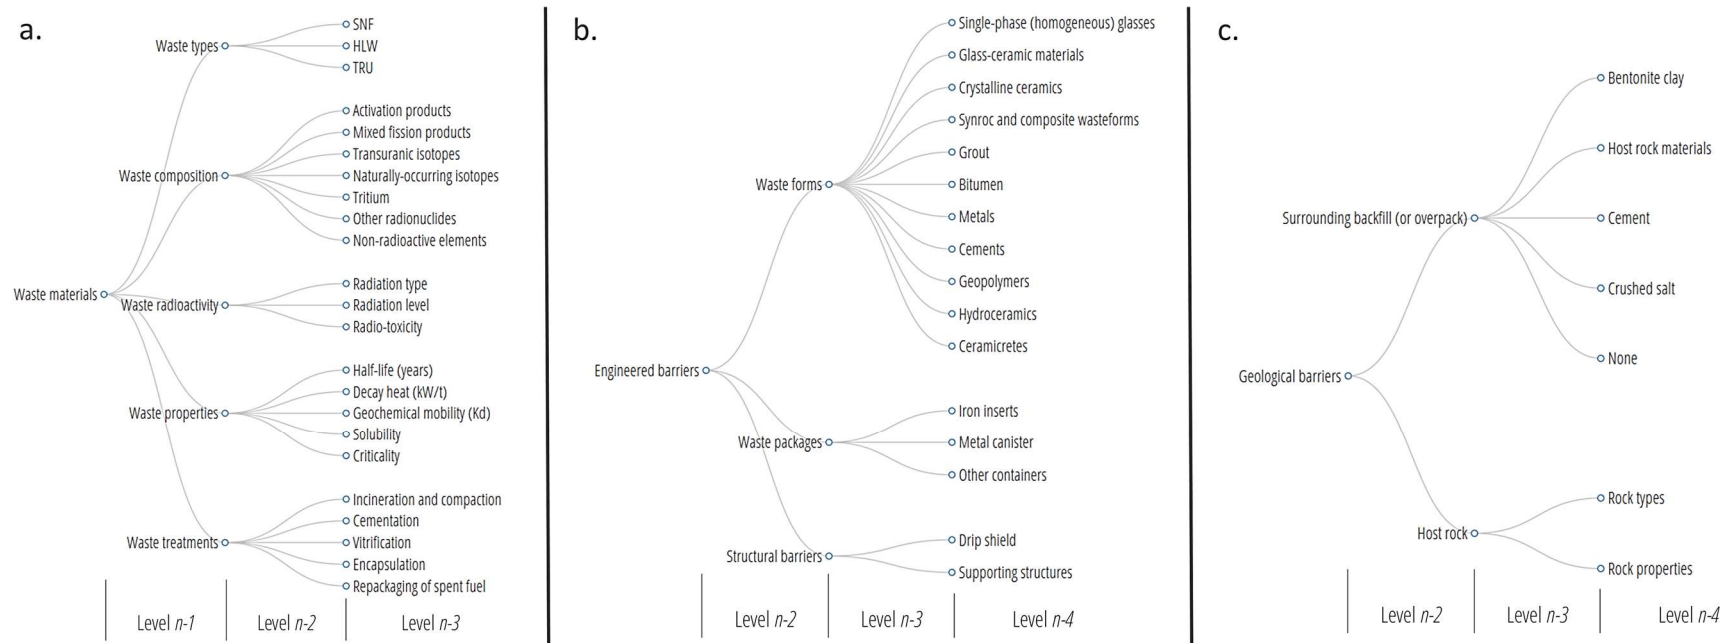 a.
Waste materials
Waste types
SNF
HLW
TRU
Waste composition
Activation products
Mixed fission products
Transuranic isotopes
Naturally-occurring isotopes
Tritium
Other radionuclides
Non-radioactive elements
Waste radioactivity
Radiation type
Radiation level
Radio-toxicity
Waste properties
Half-life (years)
Decay heat (kW/t)
Geochemical mobility (Kd)
Solubility
Criticality
Waste treatments
Incineration and compaction
Cementation
Vitrification
Encapsulation
Repackaging of spent fuel
Level n-1
Level n-2
Level n-3
b.
Engineered barriers
Waste forms
Single-phase (homogeneous) glasses
Glass-ceramic materials
Crystalline ceramics
Synroc and composite wasteforms
Grout
Bitumen
Metals
Cements
Geopolymers
Hydroceramics
Ceramicretes
Waste packages
Iron inserts
Metal canister
Other containers
Structural barriers
Drip shield
Supporting structures
Level n-2
Level n-3
Level n-4
c.
Geological barriers
Surrounding backfill (or overpack)
Bentonite clay
Host rock materials
Cement
Crushed salt
None
Host rock
Rock types
Rock properties
Level n-2
Level n-3
Level n-4